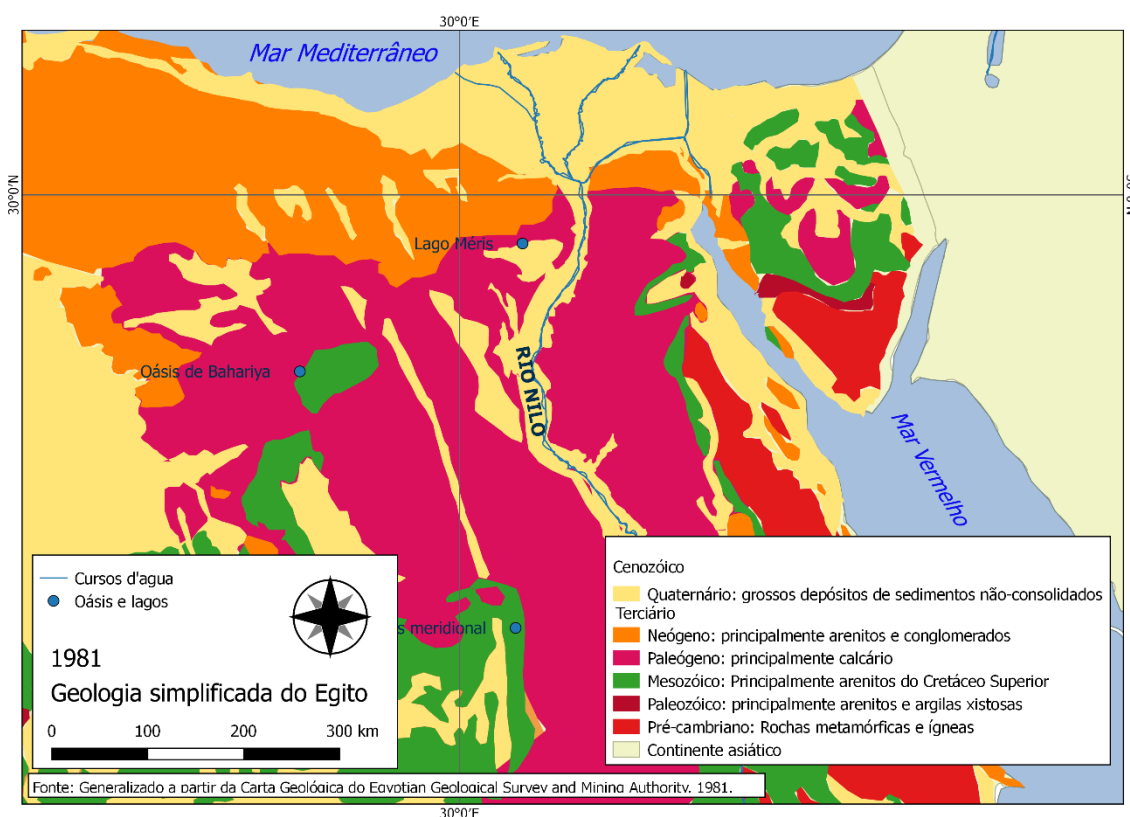 30°0′E
Mar Mediterrâneo
30°0′N
Lago Méris
Oásis de Bahariya
RIO NILO
Mar Vermelho
s meridional
Cursos d'agua
Oásis e lagos
1981
Geologia simplificada do Egito
0 100 200 300 km
Cenozóico
Quaternário: grossos depósitos de sedimentos não-consolidados
Terciário
Neógeno: principalmente arenitos e conglomerados
Paleógeno: principalmente calcário
Mesozóico: Principalmente arenitos do Cretáceo Superior
Paleozóico: principalmente arenitos e argilas xistosas
Pré-cambriano: Rochas metamórficas e ígneas
Continente asiático
Fonte: Generalizado a partir da Carta Geológica do Egyptian Geological Survey and Mining Authority, 1981.
30°0′E